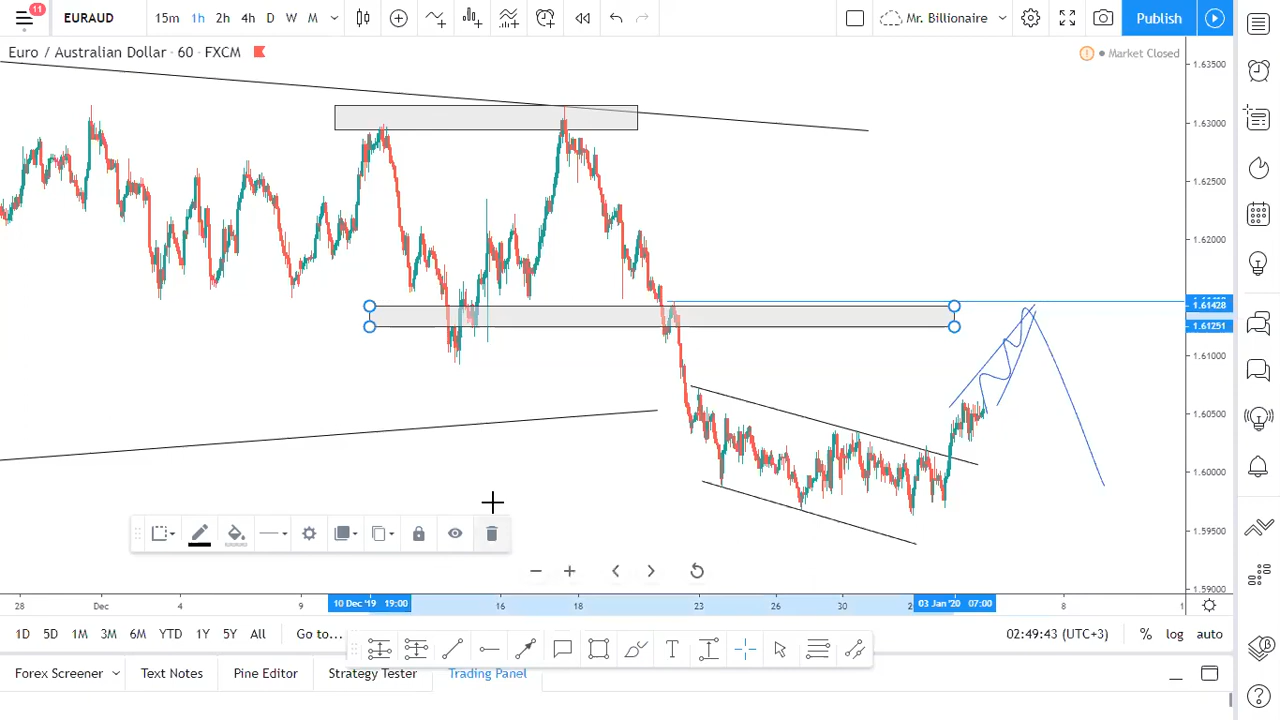 11
EURAUD
15m 1h 2h 4h D W M
Mr. Billionaire
Publish
Euro / Australian Dollar · 60 · FXCM
Market Closed
1.63500
1.63000
1.62500
1.62000
1.61428
1.61251
1.61000
1.60500
1.60000
1.59500
1.59000
28 Dec 4 9 10 Dec '19 19:00 16 18 23 26 30 2 03 Jan '20 07:00 8 1
1D 5D 1M 3M 6M YTD 1Y 5Y All Go to...
02:49:43 (UTC+3) % log auto
Forex Screener Text Notes Pine Editor Strategy Tester Trading Panel